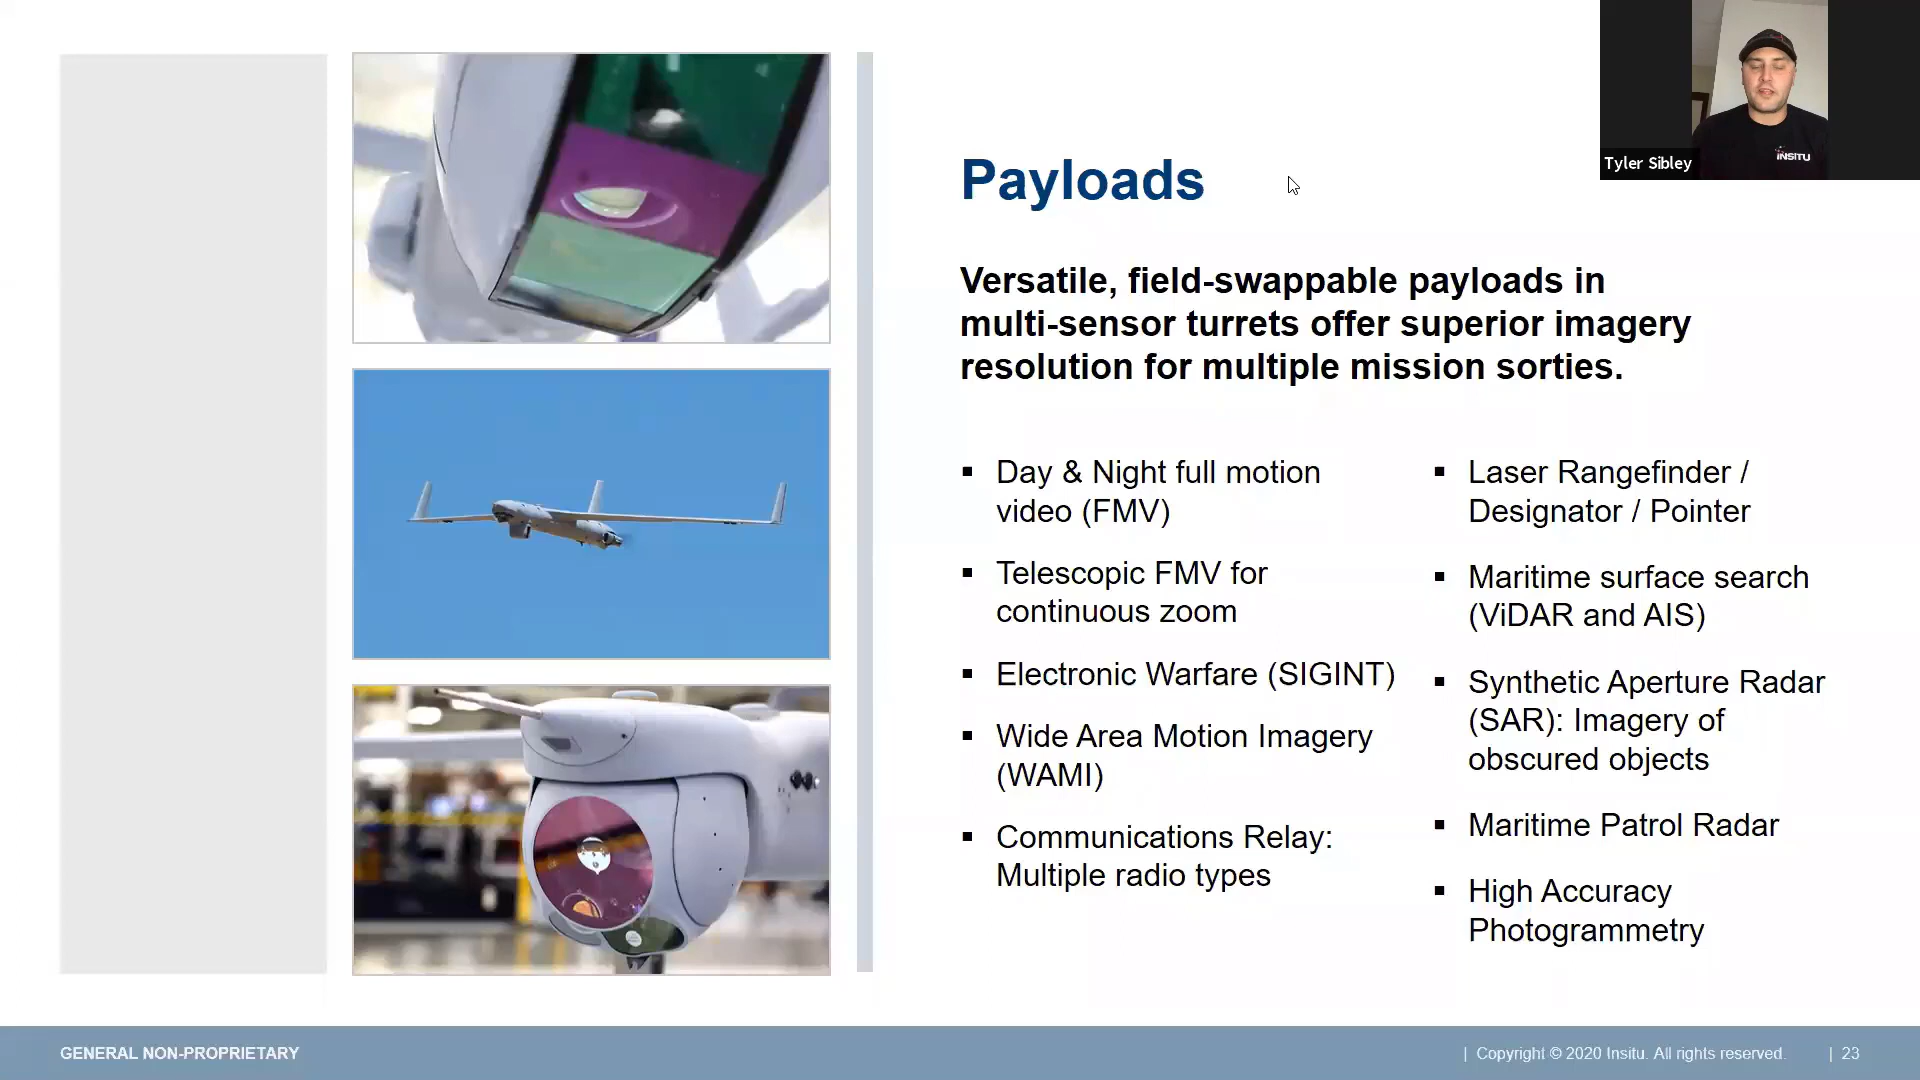 INSITU
Tyler Sibley
Payloads
Versatile, field-swappable payloads in
multi-sensor turrets offer superior imagery
resolution for multiple mission sorties.
▪ Day & Night full motion
video (FMV)
▪ Telescopic FMV for
continuous zoom
▪ Electronic Warfare (SIGINT)
▪ Wide Area Motion Imagery
(WAMI)
▪ Communications Relay:
Multiple radio types
▪ Laser Rangefinder /
Designator / Pointer
▪ Maritime surface search
(ViDAR and AIS)
▪ Synthetic Aperture Radar
(SAR): Imagery of
obscured objects
▪ Maritime Patrol Radar
▪ High Accuracy
Photogrammetry
GENERAL NON-PROPRIETARY
| Copyright © 2020 Insitu. All rights reserved. | 23